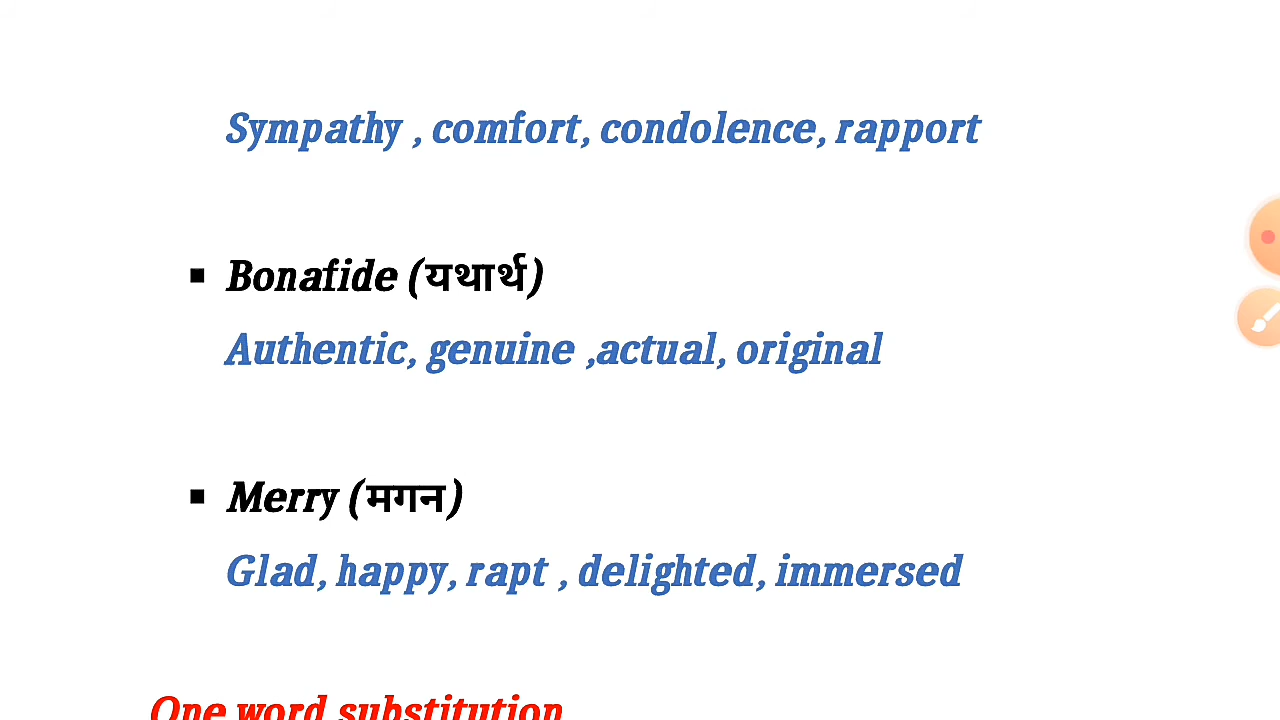 Sympathy , comfort, condolence, rapport
▪ Bonafide (यथार्थ)
Authentic, genuine ,actual, original
▪ Merry (मगन)
Glad, happy, rapt , delighted, immersed
One word substitution